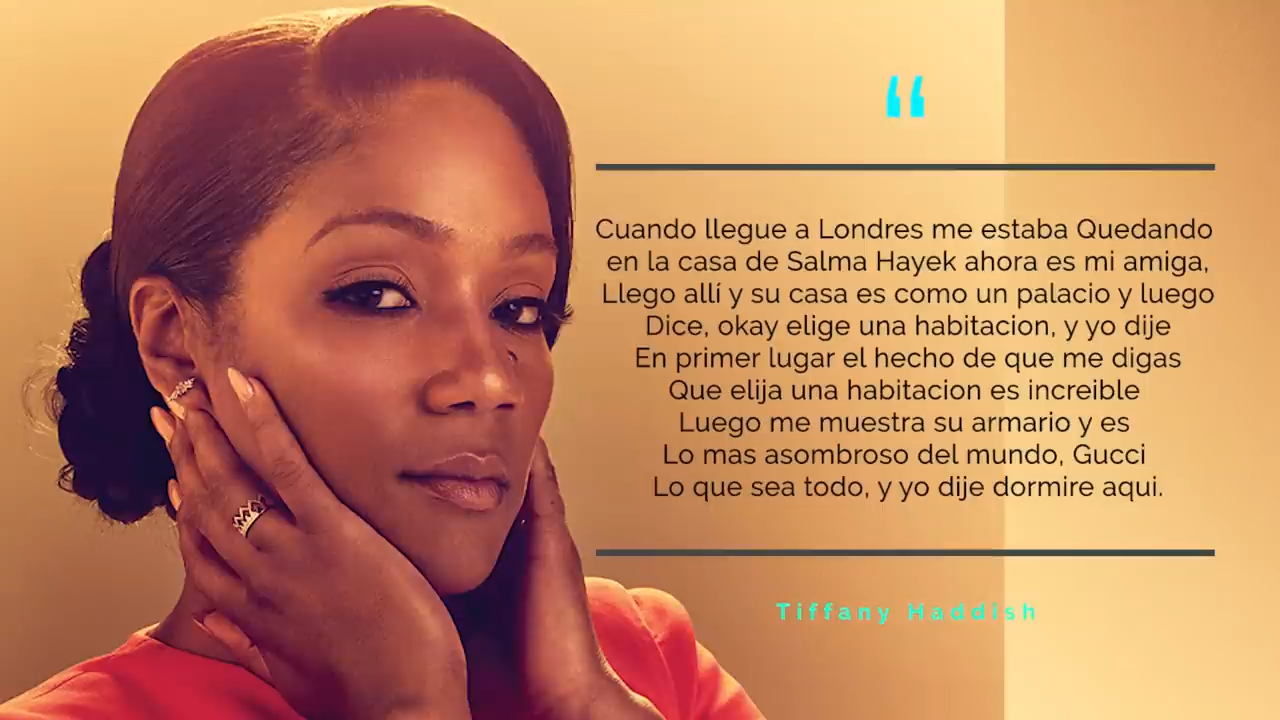 “
Cuando llegue a Londres me estaba Quedando
en la casa de Salma Hayek ahora es mi amiga,
Llego allí y su casa es como un palacio y luego
Dice, okay elige una habitacion, y yo dije
En primer lugar el hecho de que me digas
Que elija una habitacion es increible
Luego me muestra su armario y es
Lo mas asombroso del mundo, Gucci
Lo que sea todo, y yo dije dormire aqui.
Tiffany Haddish